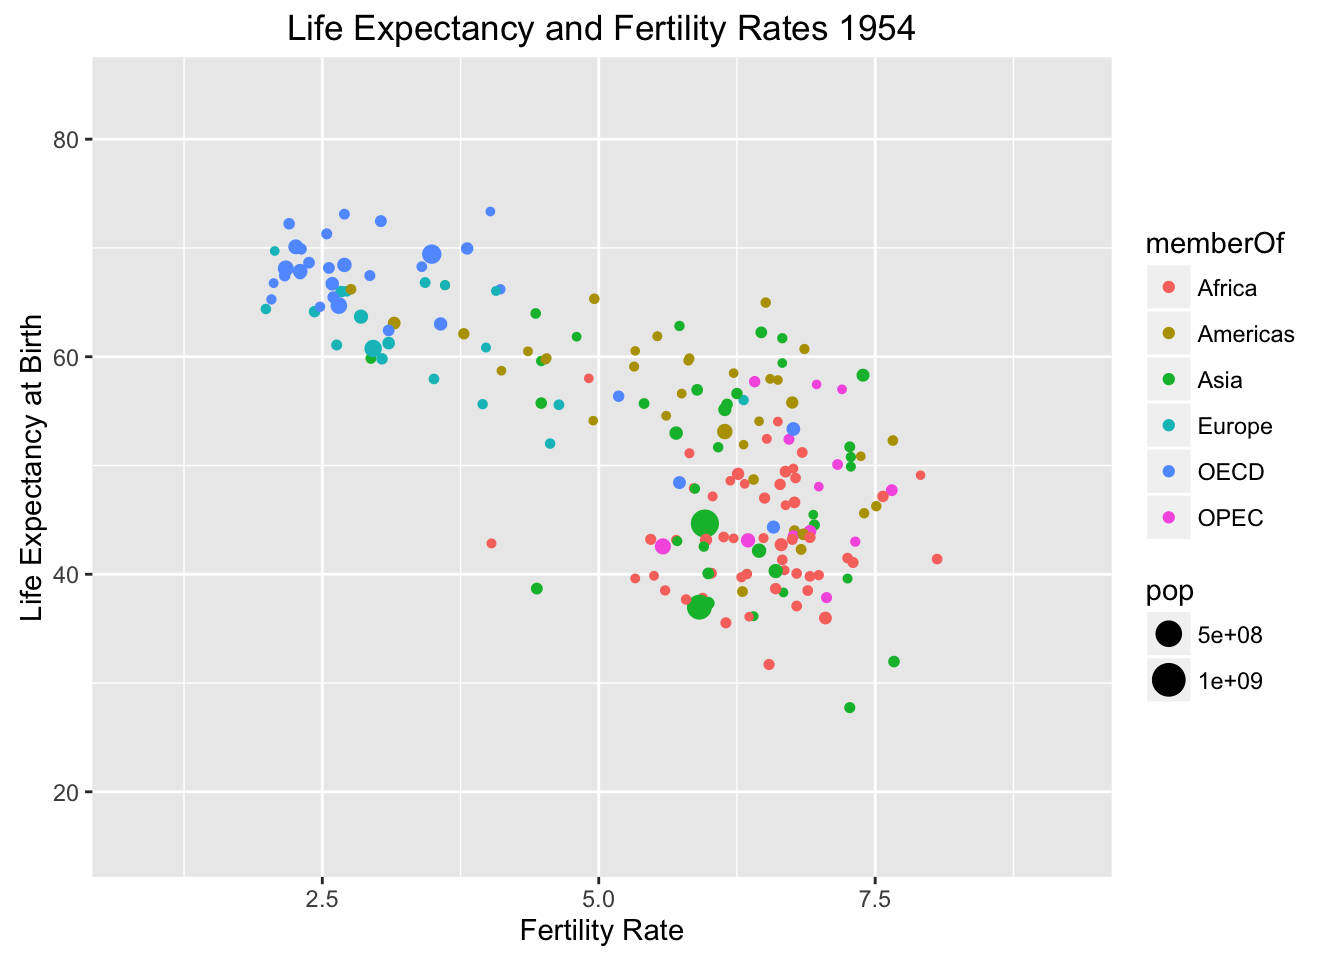 Life Expectancy and Fertility Rates 1954
Life Expectancy at Birth
80
60
40
20
2.5
5.0
7.5
Fertility Rate
memberOf
Africa
Americas
Asia
Europe
OECD
OPEC
pop
5e+08
1e+09